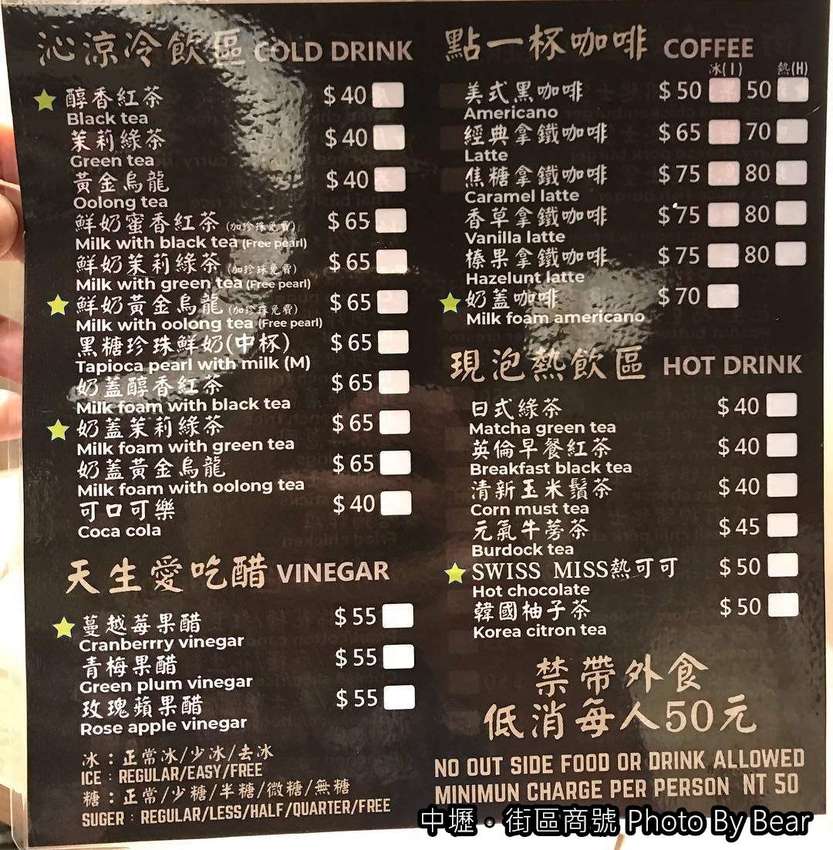 沁涼冷飲區 COLD DRINK
醇香紅茶 $40
Black tea
茉莉綠茶 $40
Green tea
黃金烏龍 $40
Oolong tea
鮮奶蜜香紅茶 (加珍珠免費) $65
Milk with black tea (Free pearl)
鮮奶茉莉綠茶 (加珍珠免費) $65
Milk with green tea (Free pearl)
鮮奶黃金烏龍 (加珍珠免費) $65
Milk with oolong tea (Free pearl)
黑糖珍珠鮮奶(中杯) $65
Tapioca pearl with milk (M)
奶蓋醇香紅茶 $65
Milk foam with black tea
奶蓋茉莉綠茶 $65
Milk foam with green tea
奶蓋黃金烏龍 $65
Milk foam with oolong tea
可口可樂 $40
Coca cola
天生愛吃醋 VINEGAR
蔓越莓果醋 $55
Cranberrry vinegar
青梅果醋 $55
Green plum vinegar
玫瑰蘋果醋 $55
Rose apple vinegar
冰：正常冰/少冰/去冰
ICE：REGULAR/EASY/FREE
糖：正常/少糖/半糖/微糖/無糖
SUGER：REGULAR/LESS/HALF/QUARTER/FREE
點一杯咖啡 COFFEE
冰(I) 熱(H)
美式黑咖啡 $50 50
Americano
經典拿鐵咖啡 $65 70
Latte
焦糖拿鐵咖啡 $75 80
Caramel latte
香草拿鐵咖啡 $75 80
Vanilla latte
榛果拿鐵咖啡 $75 80
Hazelunt latte
奶蓋咖啡 $70
Milk foam americano
現泡熱飲區 HOT DRINK
日式綠茶 $40
Matcha green tea
英倫早餐紅茶 $40
Breakfast black tea
清新玉米鬚茶 $40
Corn must tea
元氣牛蒡茶 $45
Burdock tea
SWISS MISS熱可可 $50
Hot chocolate
韓國柚子茶 $50
Korea citron tea
禁帶外食
低消每人50元
NO OUT SIDE FOOD OR DRINK ALLOWED
MINIMUN CHARGE PER PERSON NT 50
中壢・街區商號 Photo By Bear